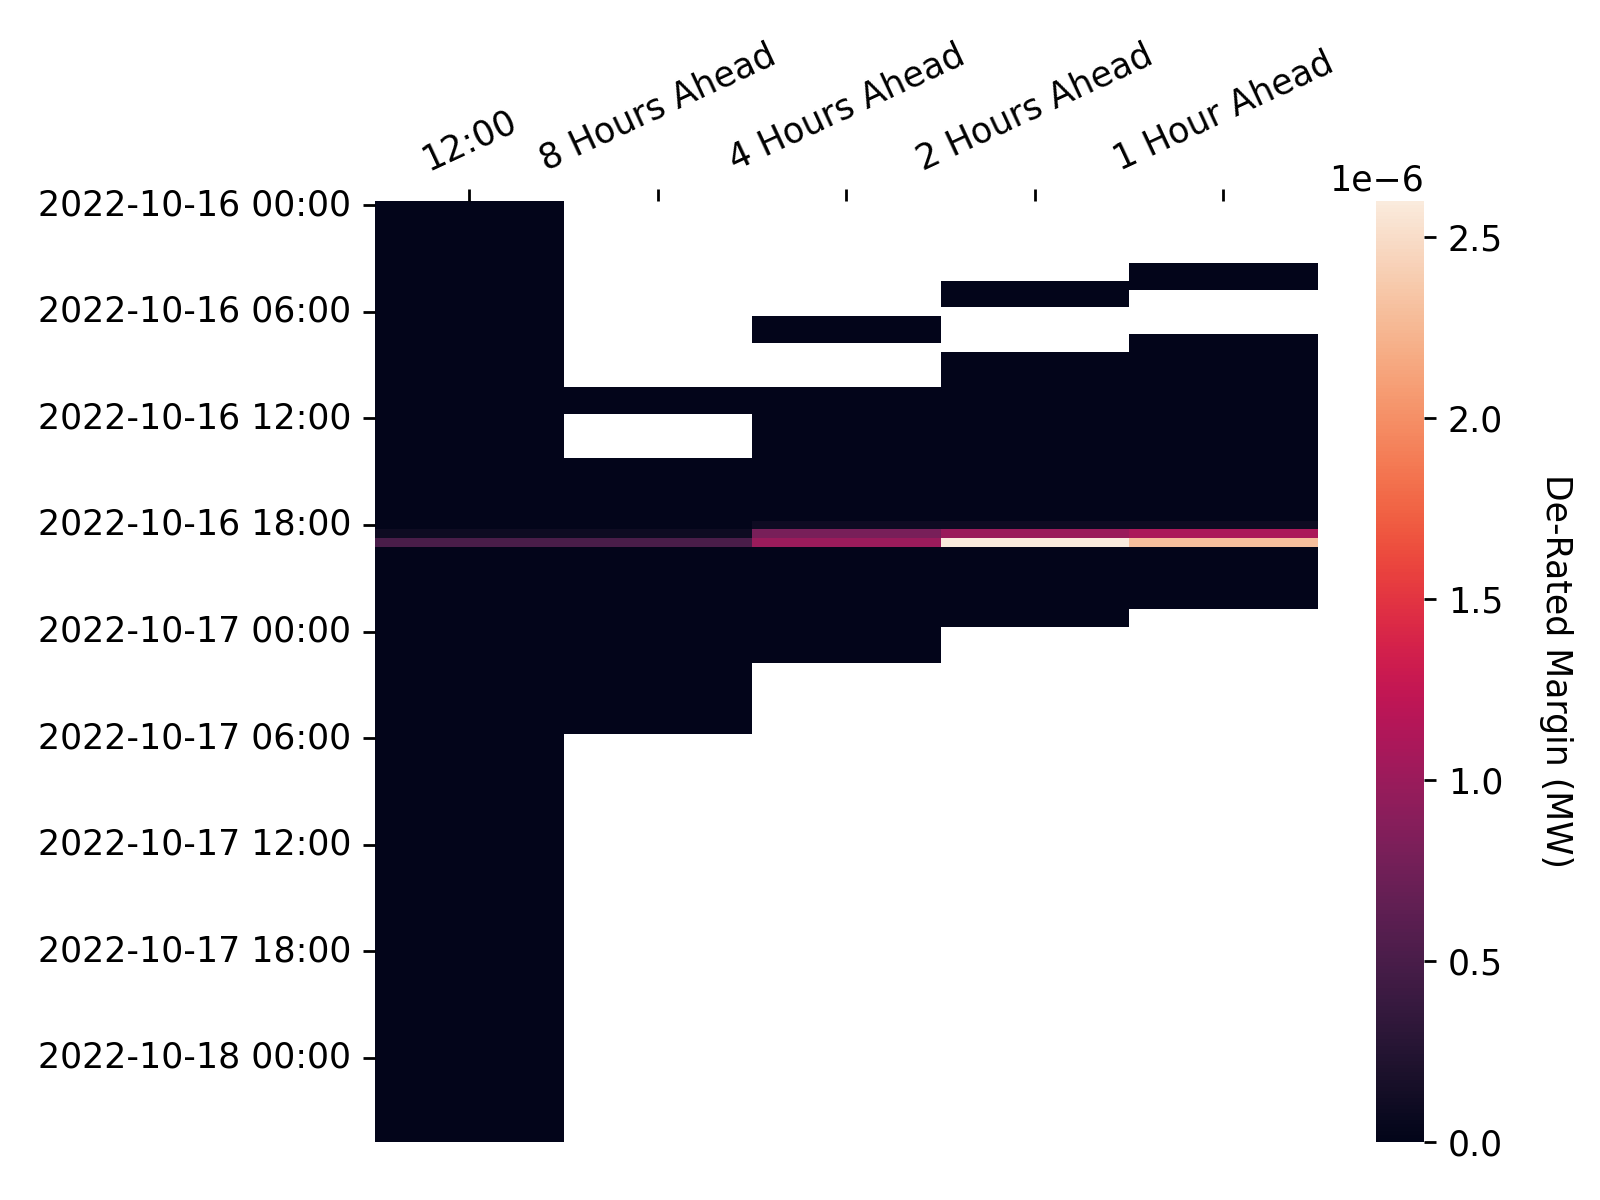 12:00
8 Hours Ahead
4 Hours Ahead
2 Hours Ahead
1 Hour Ahead
2022-10-16 00:00
2022-10-16 06:00
2022-10-16 12:00
2022-10-16 18:00
2022-10-17 00:00
2022-10-17 06:00
2022-10-17 12:00
2022-10-17 18:00
2022-10-18 00:00
1e−6
2.5
2.0
1.5
1.0
0.5
0.0
De-Rated Margin (MW)